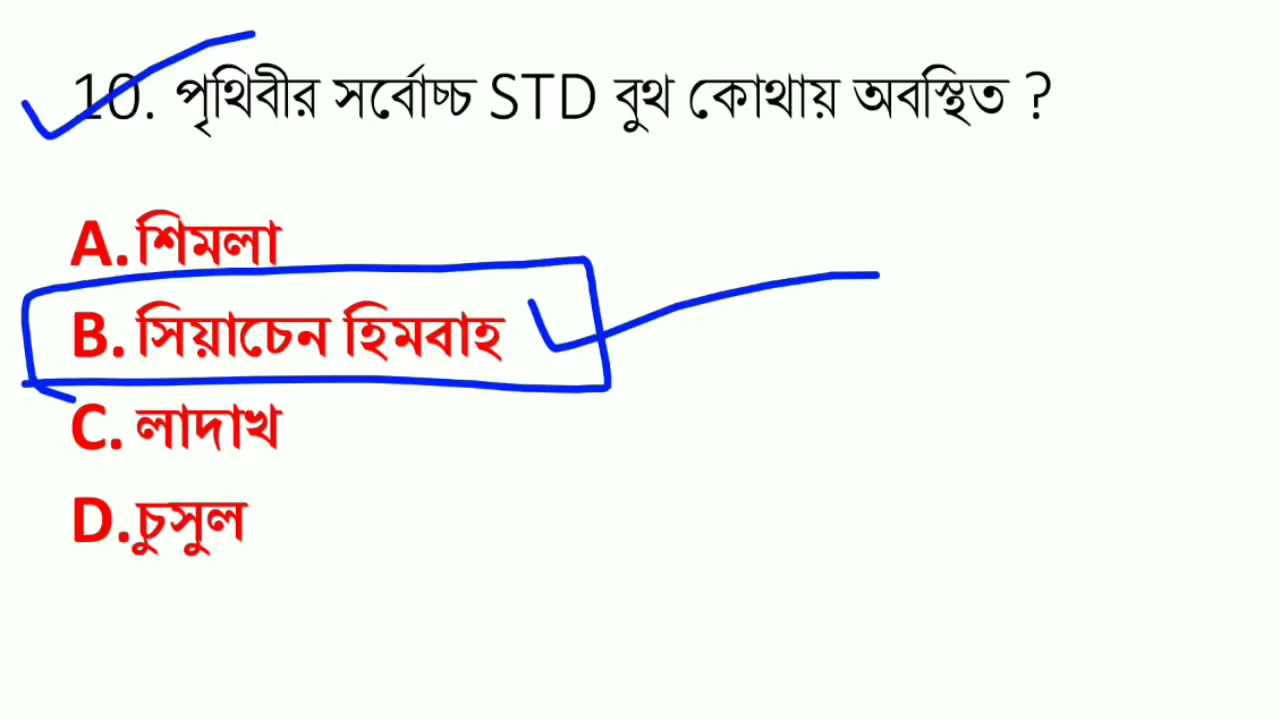 10. পৃথিবীর সর্বোচ্চ STD বুথ কোথায় অবস্থিত ?
A. শিমলা
B. সিয়াচেন হিমবাহ
C. লাদাখ
D. চুসুল